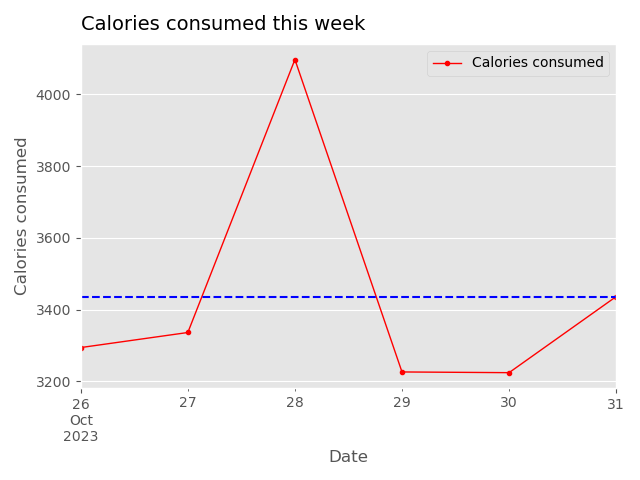 Calories consumed this week
Calories consumed
4000
3800
3600
3400
3200
Calories consumed
26
Oct
2023
27
28
29
30
31
Date